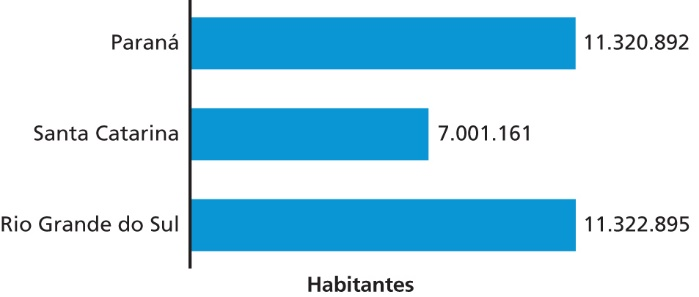 Paraná 11.320.892
Santa Catarina 7.001.161
Rio Grande do Sul 11.322.895
Habitantes